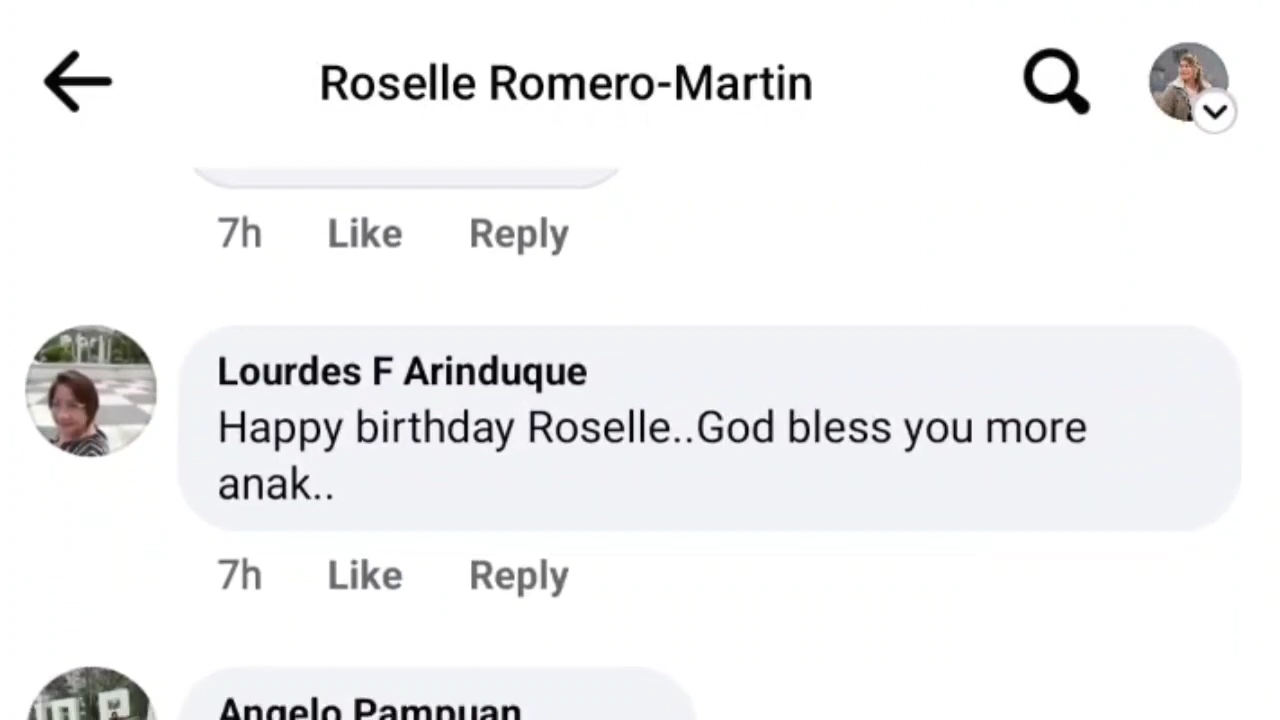 Roselle Romero-Martin
7h Like Reply
Lourdes F Arinduque
Happy birthday Roselle..God bless you more
anak..
7h Like Reply
Angelo Pampuan